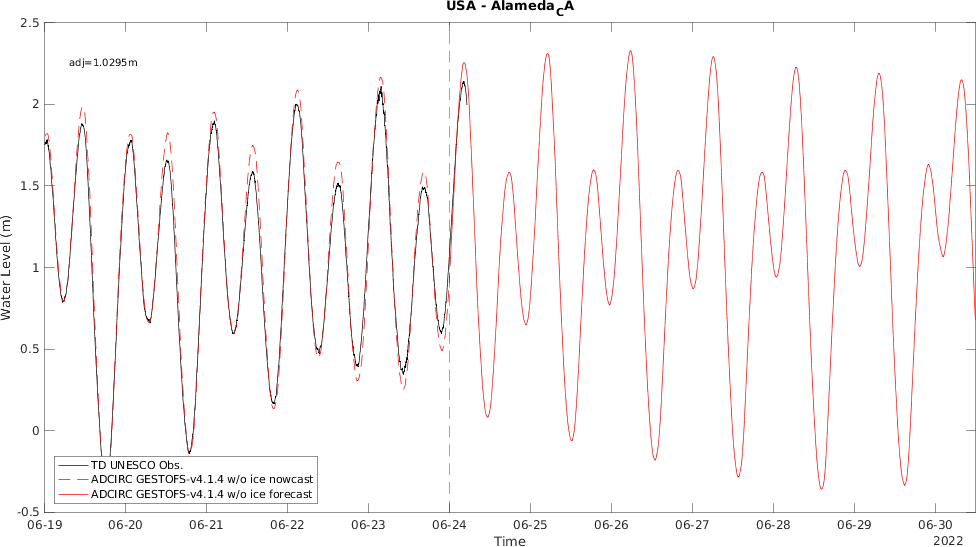 USA - Alameda_CA
2.5
adj=1.0295m
2
1.5
1
0.5
0
-0.5
Water Level (m)
TD UNESCO Obs.
ADCIRC GESTOFS-v4.1.4 w/o ice nowcast
ADCIRC GESTOFS-v4.1.4 w/o ice forecast
06-19 06-20 06-21 06-22 06-23 06-24 06-25 06-26 06-27 06-28 06-29 06-30
Time
2022